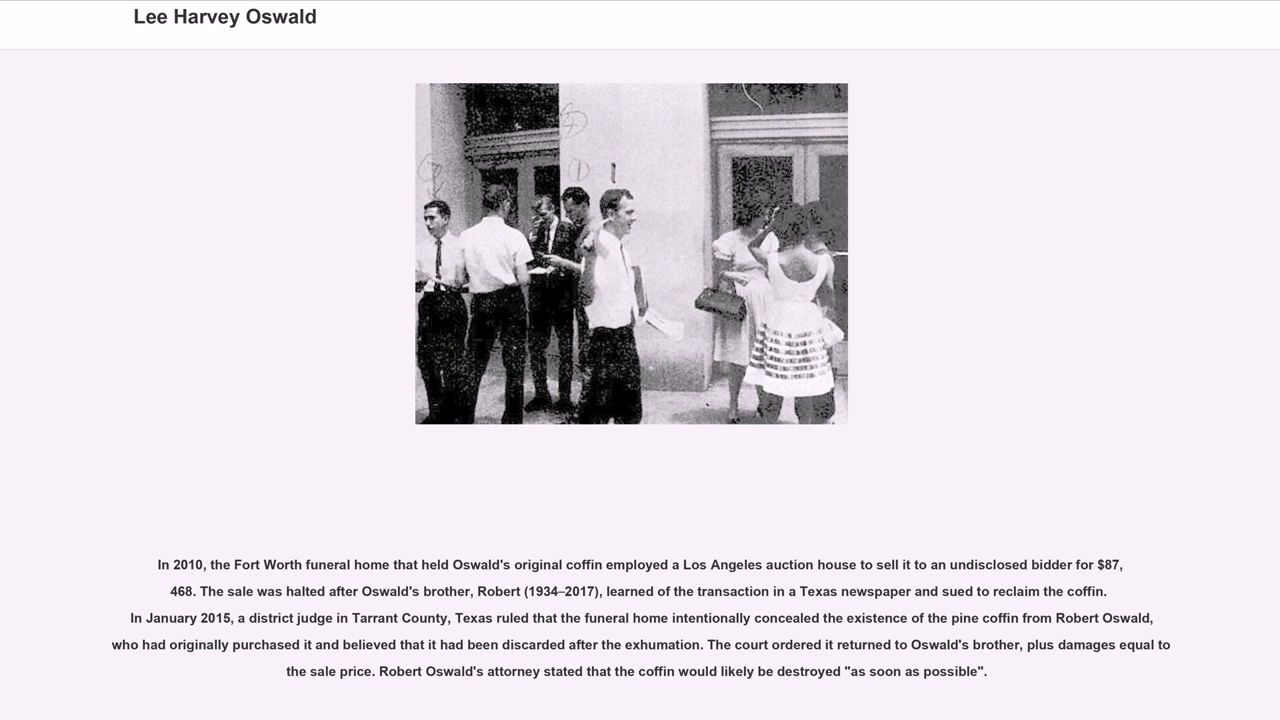 Lee Harvey Oswald
In 2010, the Fort Worth funeral home that held Oswald's original coffin employed a Los Angeles auction house to sell it to an undisclosed bidder for $87,
468. The sale was halted after Oswald's brother, Robert (1934–2017), learned of the transaction in a Texas newspaper and sued to reclaim the coffin.
In January 2015, a district judge in Tarrant County, Texas ruled that the funeral home intentionally concealed the existence of the pine coffin from Robert Oswald,
who had originally purchased it and believed that it had been discarded after the exhumation. The court ordered it returned to Oswald's brother, plus damages equal to
the sale price. Robert Oswald's attorney stated that the coffin would likely be destroyed "as soon as possible".